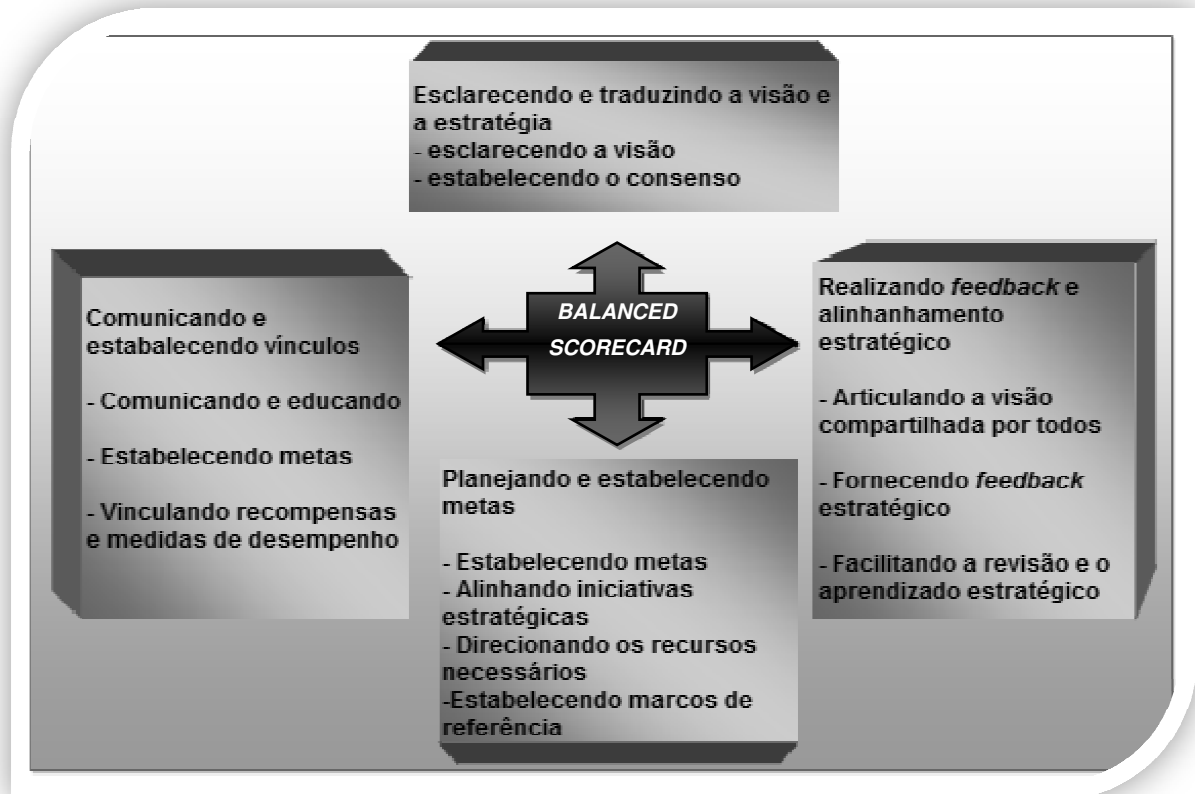 Esclarecendo e traduzindo a visão e
a estratégia
- esclarecendo a visão
- estabelecendo o consenso
Comunicando e
estabalecendo vínculos
- Comunicando e educando
- Estabelecendo metas
- Vinculando recompensas
e medidas de desempenho
BALANCED
SCORECARD
Realizando feedback e
alinhanhamento
estratégico
- Articulando a visão
compartilhada por todos
- Fornecendo feedback
estratégico
- Facilitando a revisão e o
aprendizado estratégico
Planejando e estabelecendo
metas
- Estabelecendo metas
- Alinhando iniciativas
estratégicas
- Direcionando os recursos
necessários
-Estabelecendo marcos de
referência